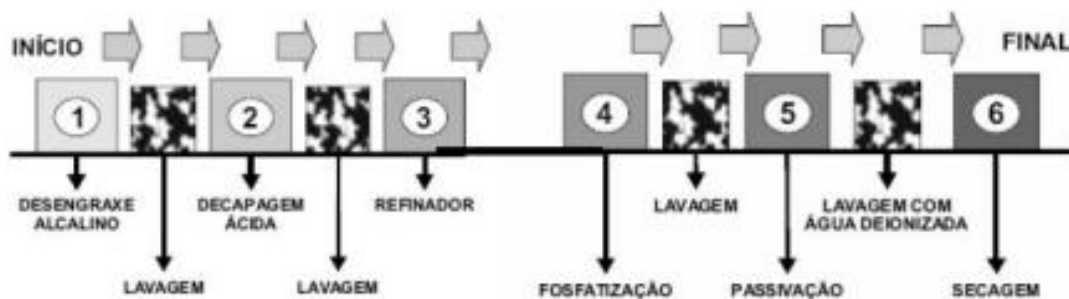 INÍCIO
FINAL
1
2
3
4
5
6
DESENGRAXE
ALCALINO
LAVAGEM
DECAPAGEM
ÁCIDA
LAVAGEM
REFINADOR
FOSFATIZAÇÃO
LAVAGEM
PASSIVAÇÃO
LAVAGEM COM
ÁGUA DEIONIZADA
SECAGEM